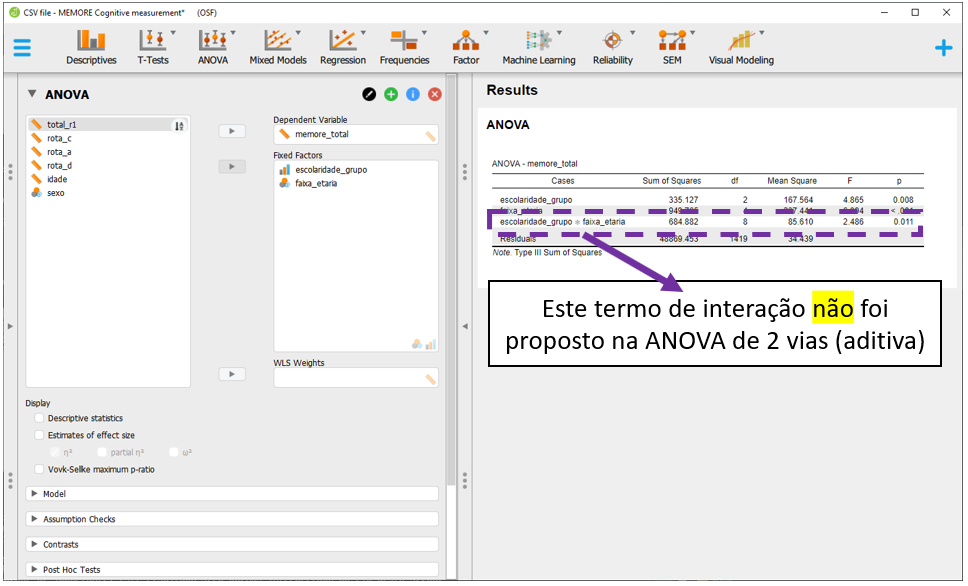 CSV file - MEMORE Cognitive measurement* (OSF)
Descriptives T-Tests ANOVA Mixed Models Regression Frequencies Factor Machine Learning Reliability SEM Visual Modeling
ANOVA
total_r1
rota_c
rota_a
rota_d
idade
sexo
Dependent Variable
memore_total
Fixed Factors
escolaridade_grupo
faixa_etaria
WLS Weights
Display
Descriptive statistics
Estimates of effect size
η² partial η² ω²
Vovk-Sellke maximum p-ratio
Model
Assumption Checks
Contrasts
Post Hoc Tests
Results
ANOVA
ANOVA - memore_total
Cases Sum of Squares df Mean Square F p
escolaridade_grupo 335.127 2 167.564 4.865 0.008
faixa_etaria
escolaridade_grupo * faixa_etaria 684.882 8 85.610 2.486 0.011
Residuals 48869.453 1419 34.439
Note. Type III Sum of Squares
Este termo de interação não foi
proposto na ANOVA de 2 vias (aditiva)